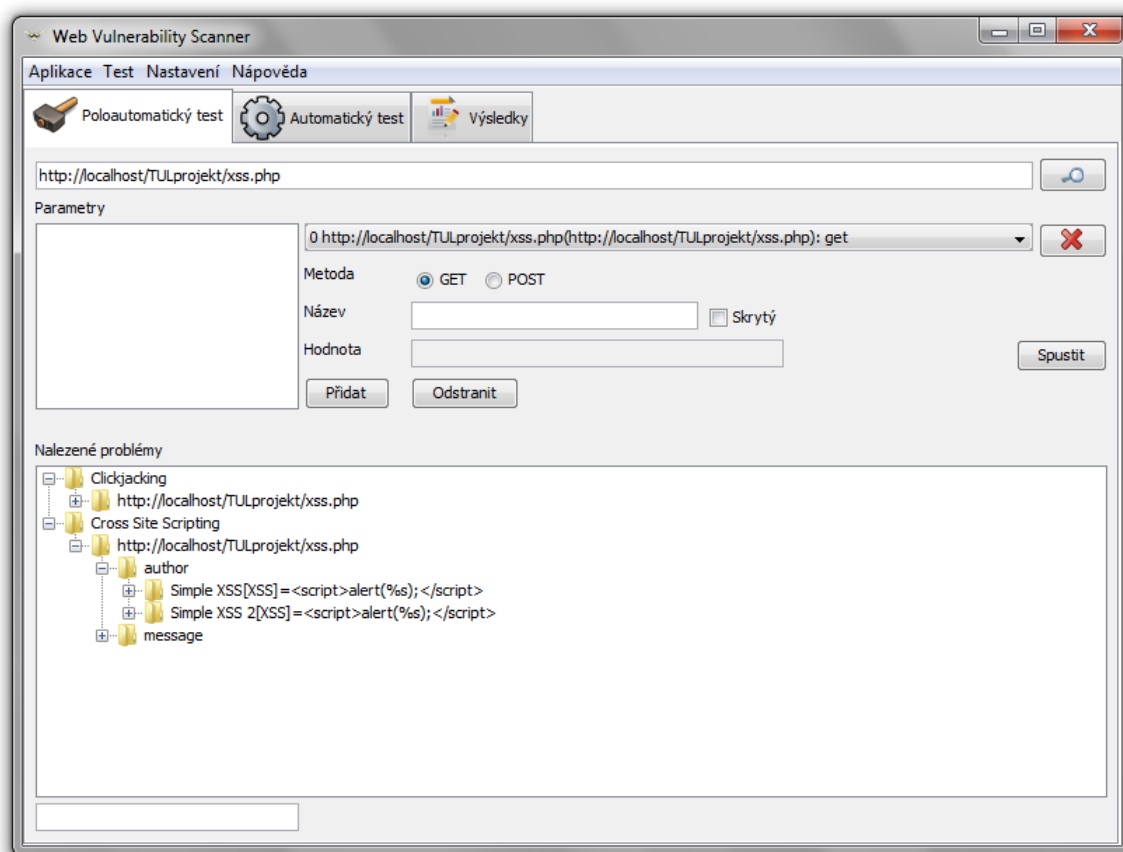 Web Vulnerability Scanner
Aplikace Test Nastavení Nápověda
Poloautomatický test Automatický test Výsledky
http://localhost/TULprojekt/xss.php
Parametry
0 http://localhost/TULprojekt/xss.php(http://localhost/TULprojekt/xss.php): get
Metoda GET POST
Název Skrytý
Hodnota
Spustit
Přidat Odstranit
Nalezené problémy
Clickjacking
http://localhost/TULprojekt/xss.php
Cross Site Scripting
http://localhost/TULprojekt/xss.php
author
Simple XSS[XSS]=<script>alert(%s);</script>
Simple XSS 2[XSS]=<script>alert(%s);</script>
message